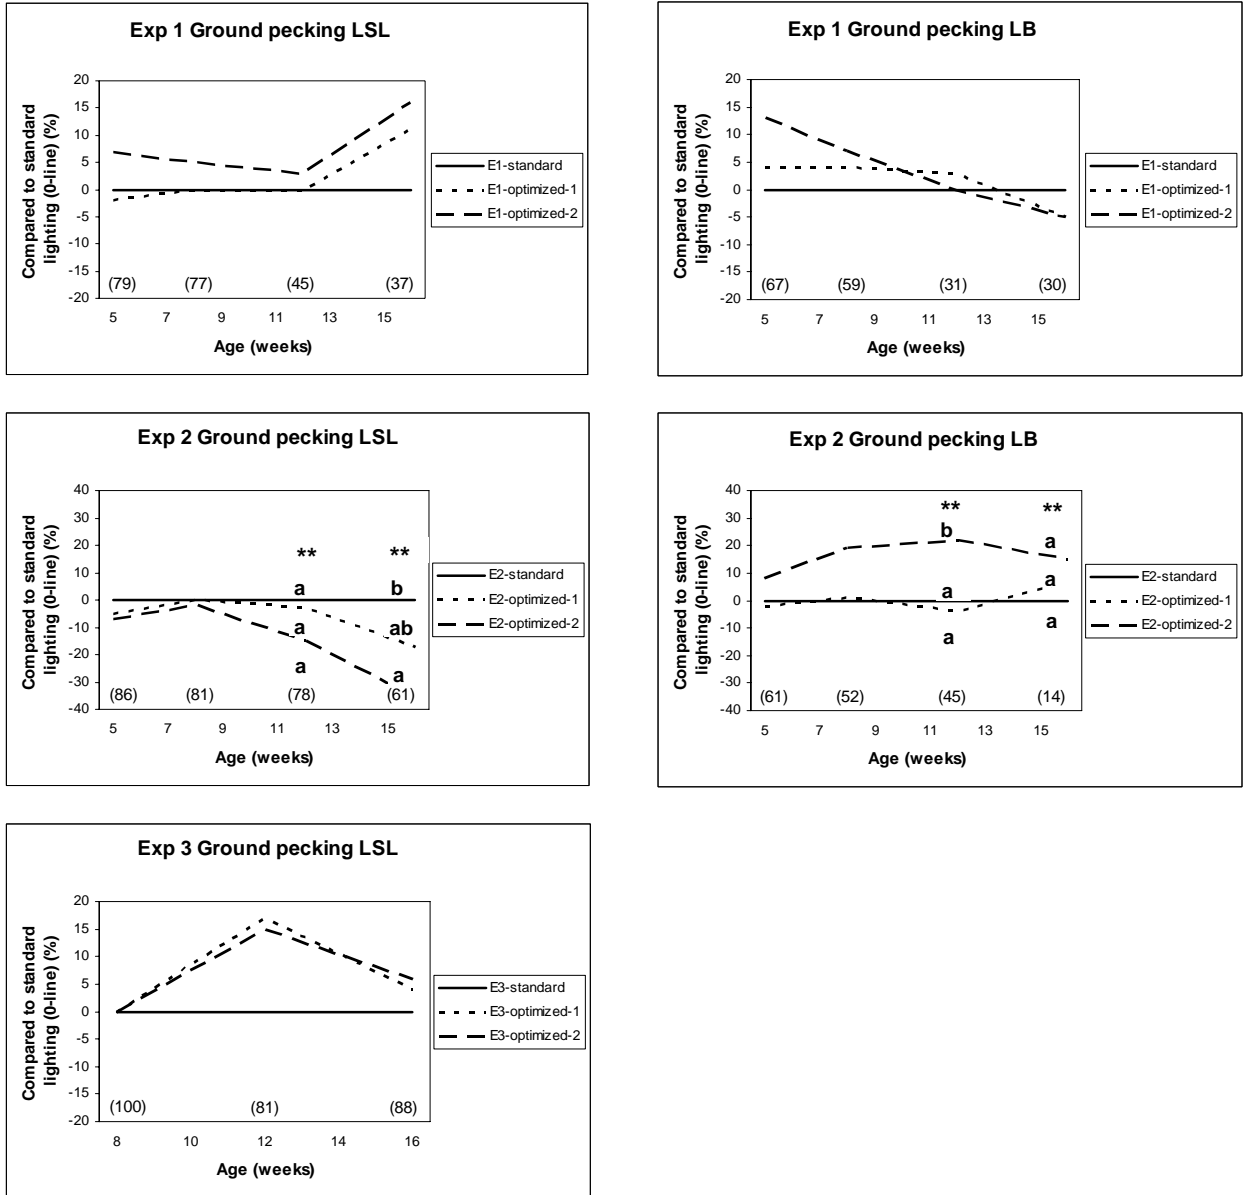 Exp 1 Ground pecking LSL
Compared to standard
lighting (0-line) (%)
20
15
10
5
0
-5
-10
-15
-20
(79) (77) (45) (37)
5 7 9 11 13 15
Age (weeks)
E1-standard
E1-optimized-1
E1-optimized-2
Exp 1 Ground pecking LB
Compared to standard
lighting (0-line) (%)
20
15
10
5
0
-5
-10
-15
-20
(67) (59) (31) (30)
5 7 9 11 13 15
Age (weeks)
E1-standard
E1-optimized-1
E1-optimized-2
Exp 2 Ground pecking LSL
Compared to standard
lighting (0-line) (%)
40
30
20
10
0
-10
-20
-30
-40
** **
a b
a ab
a a
(86) (81) (78) (61)
5 7 9 11 13 15
Age (weeks)
E2-standard
E2-optimized-1
E2-optimized-2
Exp 2 Ground pecking LB
Compared to standard
lighting (0-line) (%)
40
30
20
10
0
-10
-20
-30
-40
** **
b a
a a
a a
(61) (52) (45) (14)
5 7 9 11 13 15
Age (weeks)
E2-standard
E2-optimized-1
E2-optimized-2
Exp 3 Ground pecking LSL
Compared to standard
lighting (0-line) (%)
20
15
10
5
0
-5
-10
-15
-20
(100) (81) (88)
8 10 12 14 16
Age (weeks)
E3-standard
E3-optimized-1
E3-optimized-2